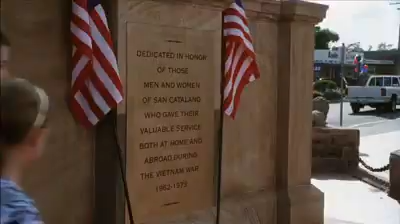 DEDICATED IN HONOR
OF THOSE
MEN AND WOMEN
OF SAN CATALANO
WHO GAVE THEIR
VALUABLE SERVICE
BOTH AT HOME AND
ABROAD DURING
THE VIETNAM WAR
1962-1973